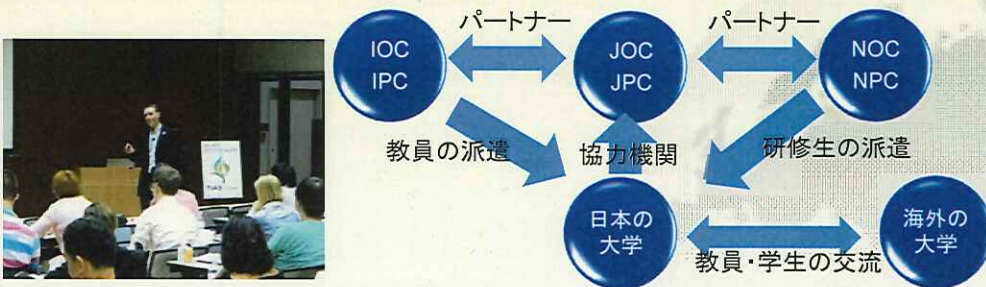 パートナー
パートナー
IOC
IPC
JOC
JPC
NOC
NPC
教員の派遣
協力機関
研修生の派遣
日本の
大学
海外の
大学
教員・学生の交流